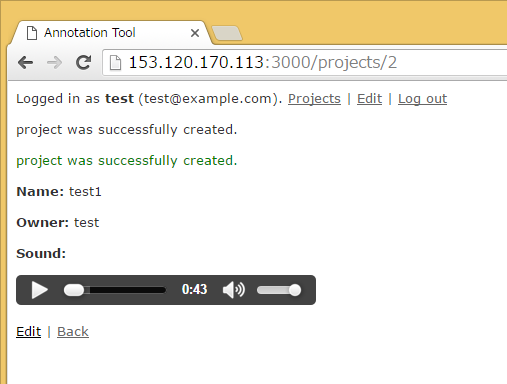 Annotation Tool
153.120.170.113:3000/projects/2
Logged in as test (test@example.com). Projects | Edit | Log out
project was successfully created.
project was successfully created.
Name: test1
Owner: test
Sound:
0:43
Edit | Back